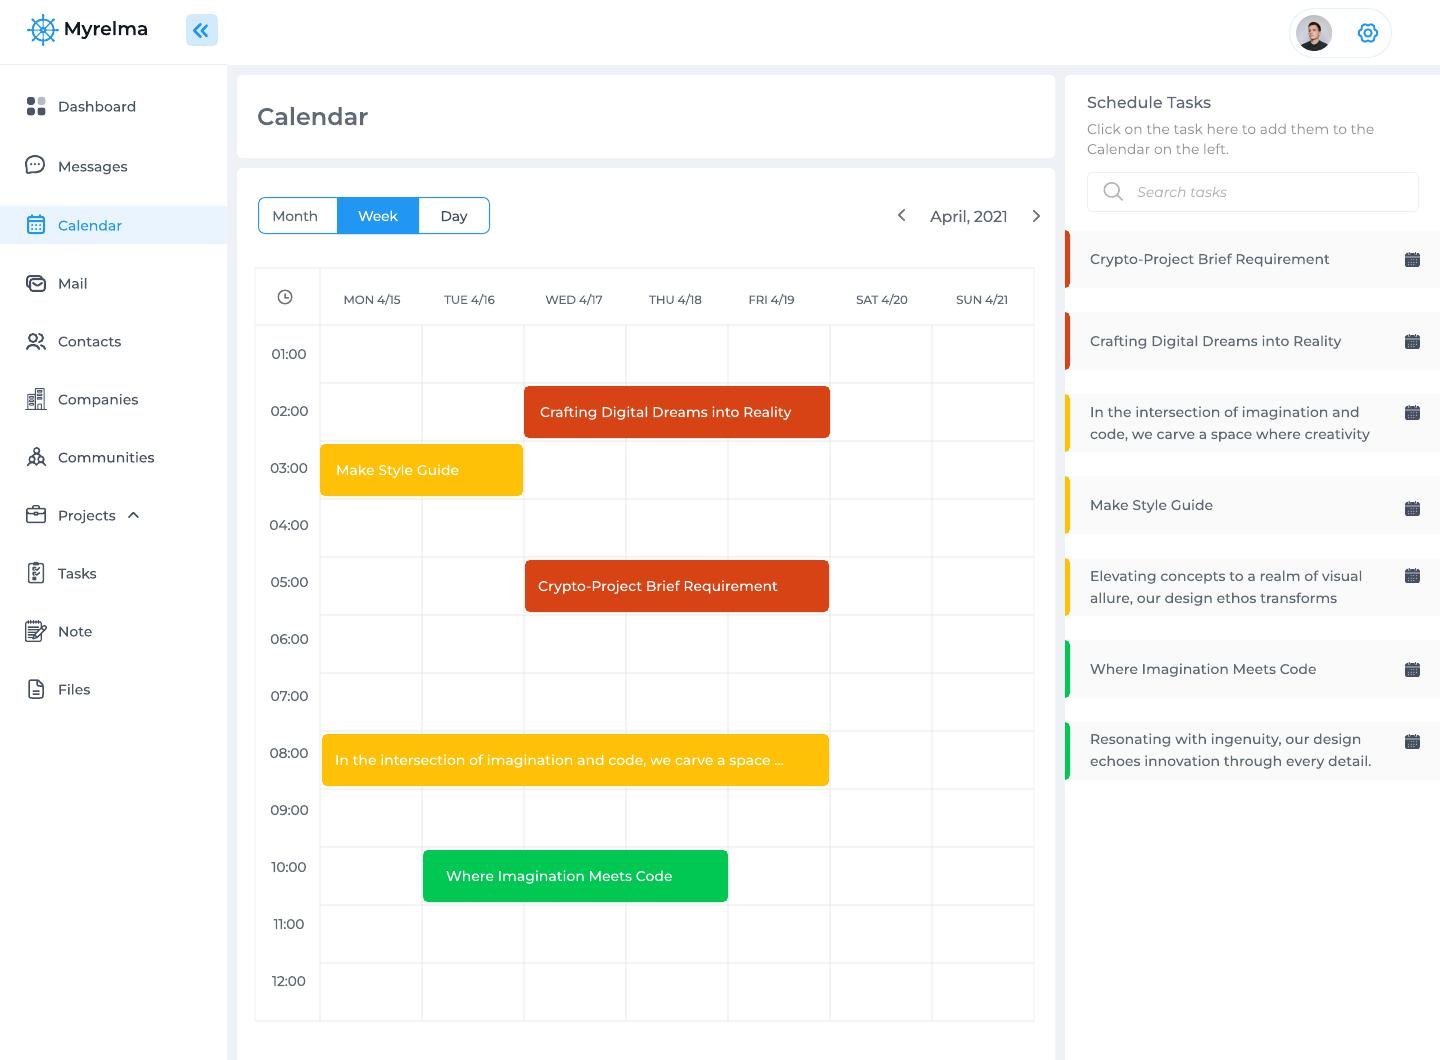 Myrelma
Dashboard
Messages
Calendar
Mail
Contacts
Companies
Communities
Projects
Tasks
Note
Files
Calendar
Month Week Day
April, 2021
MON 4/15 TUE 4/16 WED 4/17 THU 4/18 FRI 4/19 SAT 4/20 SUN 4/21
01:00
02:00 Crafting Digital Dreams into Reality
03:00 Make Style Guide
04:00
05:00 Crypto-Project Brief Requirement
06:00
07:00
08:00 In the intersection of imagination and code, we carve a space ...
09:00
10:00 Where Imagination Meets Code
11:00
12:00
Schedule Tasks
Click on the task here to add them to the
Calendar on the left.
Search tasks
Crypto-Project Brief Requirement
Crafting Digital Dreams into Reality
In the intersection of imagination and
code, we carve a space where creativity
Make Style Guide
Elevating concepts to a realm of visual
allure, our design ethos transforms
Where Imagination Meets Code
Resonating with ingenuity, our design
echoes innovation through every detail.